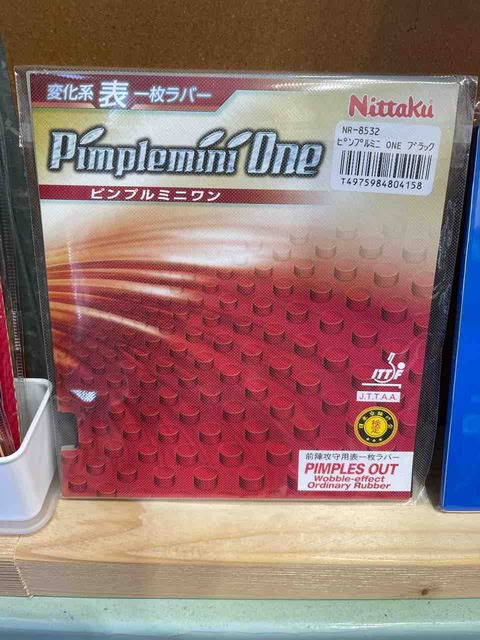 変化系 表 一枚ラバー
Nittaku
NR-8532
ピンプルミニ ONE ブラック
T4975984804158
Pimplemini One
ピンプルミニワン
ITTF
J.T.T.A.A.
検定
前陣攻守用表一枚ラバー
PIMPLES OUT
Wobble-effect
Ordinary Rubber